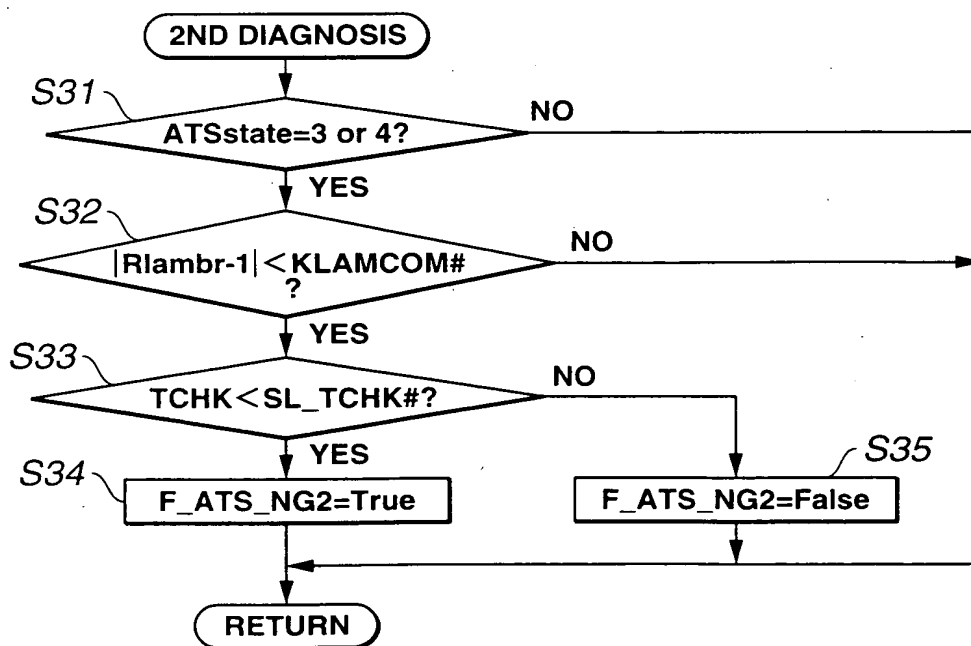 2ND DIAGNOSIS
S31
ATSstate=3 or 4?
NO
YES
S32
|Rlambr-1|<KLAMCOM#
?
NO
YES
S33
TCHK<SL_TCHK#?
NO
YES
S34
F_ATS_NG2=True
S35
F_ATS_NG2=False
RETURN